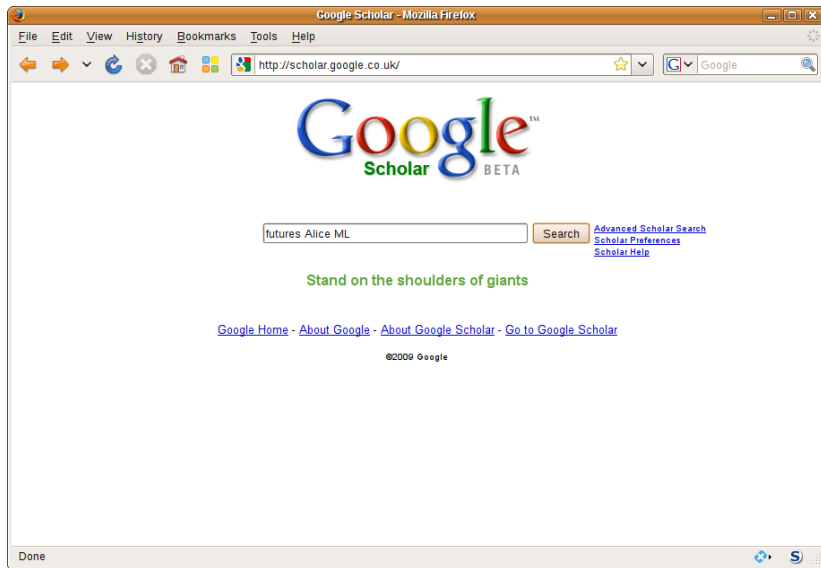 Google Scholar - Mozilla Firefox
File Edit View History Bookmarks Tools Help
http://scholar.google.co.uk/ G Google
Google™
Scholar BETA
futures Alice ML Search
Advanced Scholar Search
Scholar Preferences
Scholar Help
Stand on the shoulders of giants
Google Home - About Google - About Google Scholar - Go to Google Scholar
©2009 Google
Done S